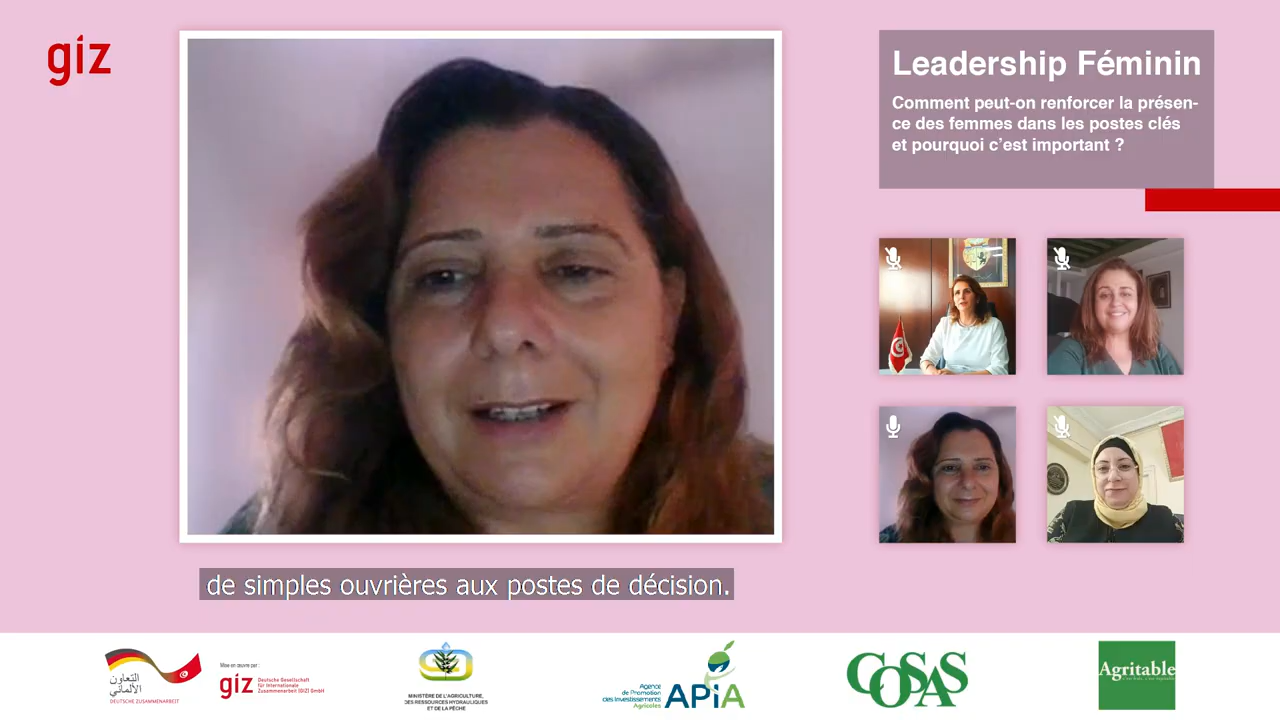 giz
Leadership Féminin
Comment peut-on renforcer la présen-
ce des femmes dans les postes clés
et pourquoi c'est important ?
de simples ouvrières aux postes de décision.
التعاون
الألماني
DEUTSCHE ZUSAMMENARBEIT
Mise en œuvre par :
giz
Deutsche Gesellschaft
für Internationale
Zusammenarbeit (GIZ) GmbH
MINISTÈRE DE L'AGRICULTURE,
DES RESSOURCES HYDRAULIQUES
ET DE LA PÊCHE
Agence
de Promotion
des Investissements
Agricoles
APiA
COSAS
Agritable